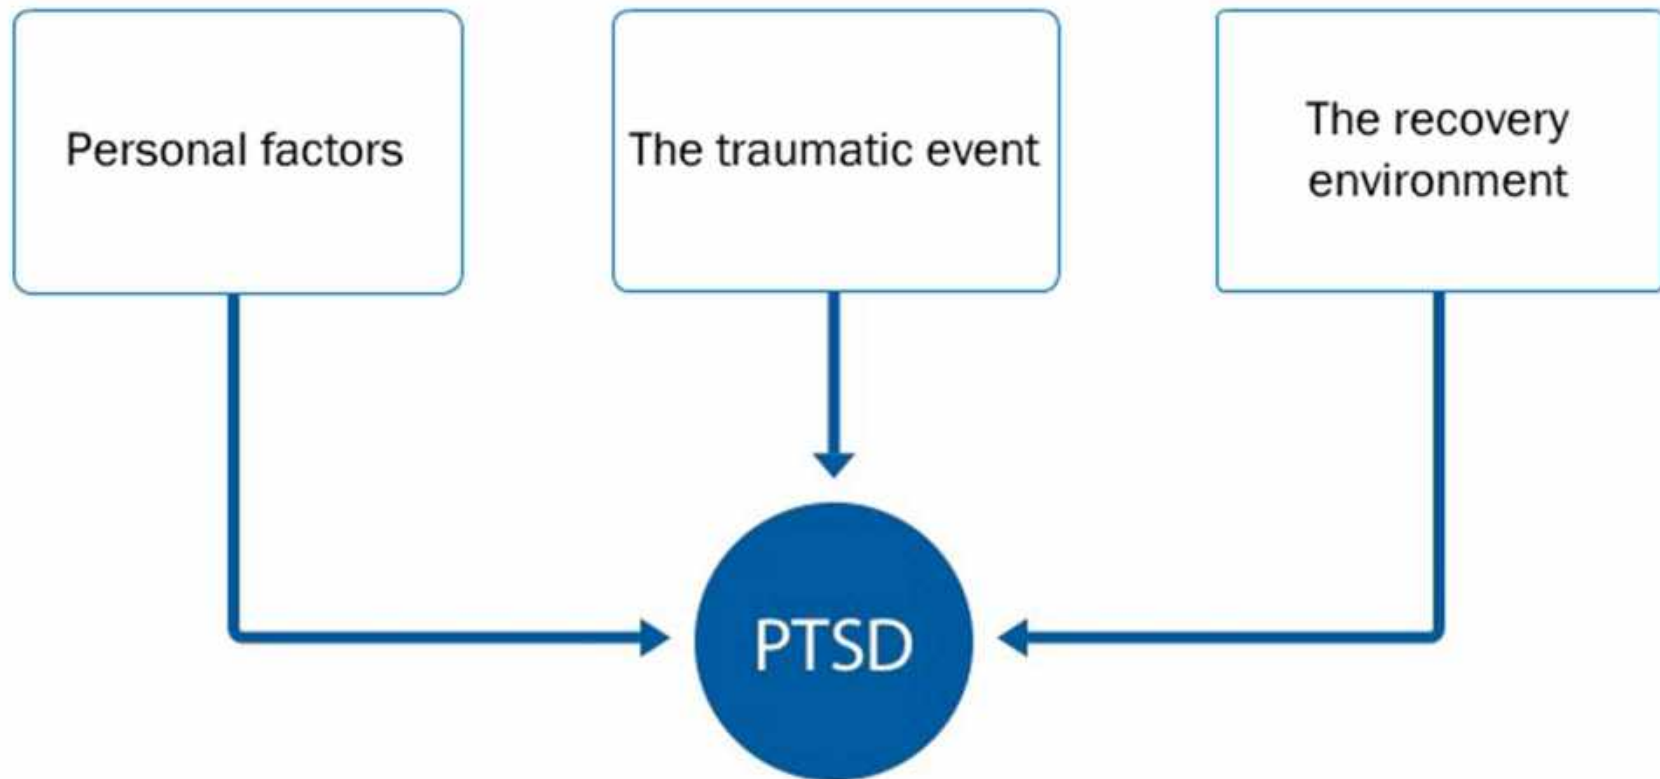 Personal factors
The traumatic event
The recovery
environment
PTSD